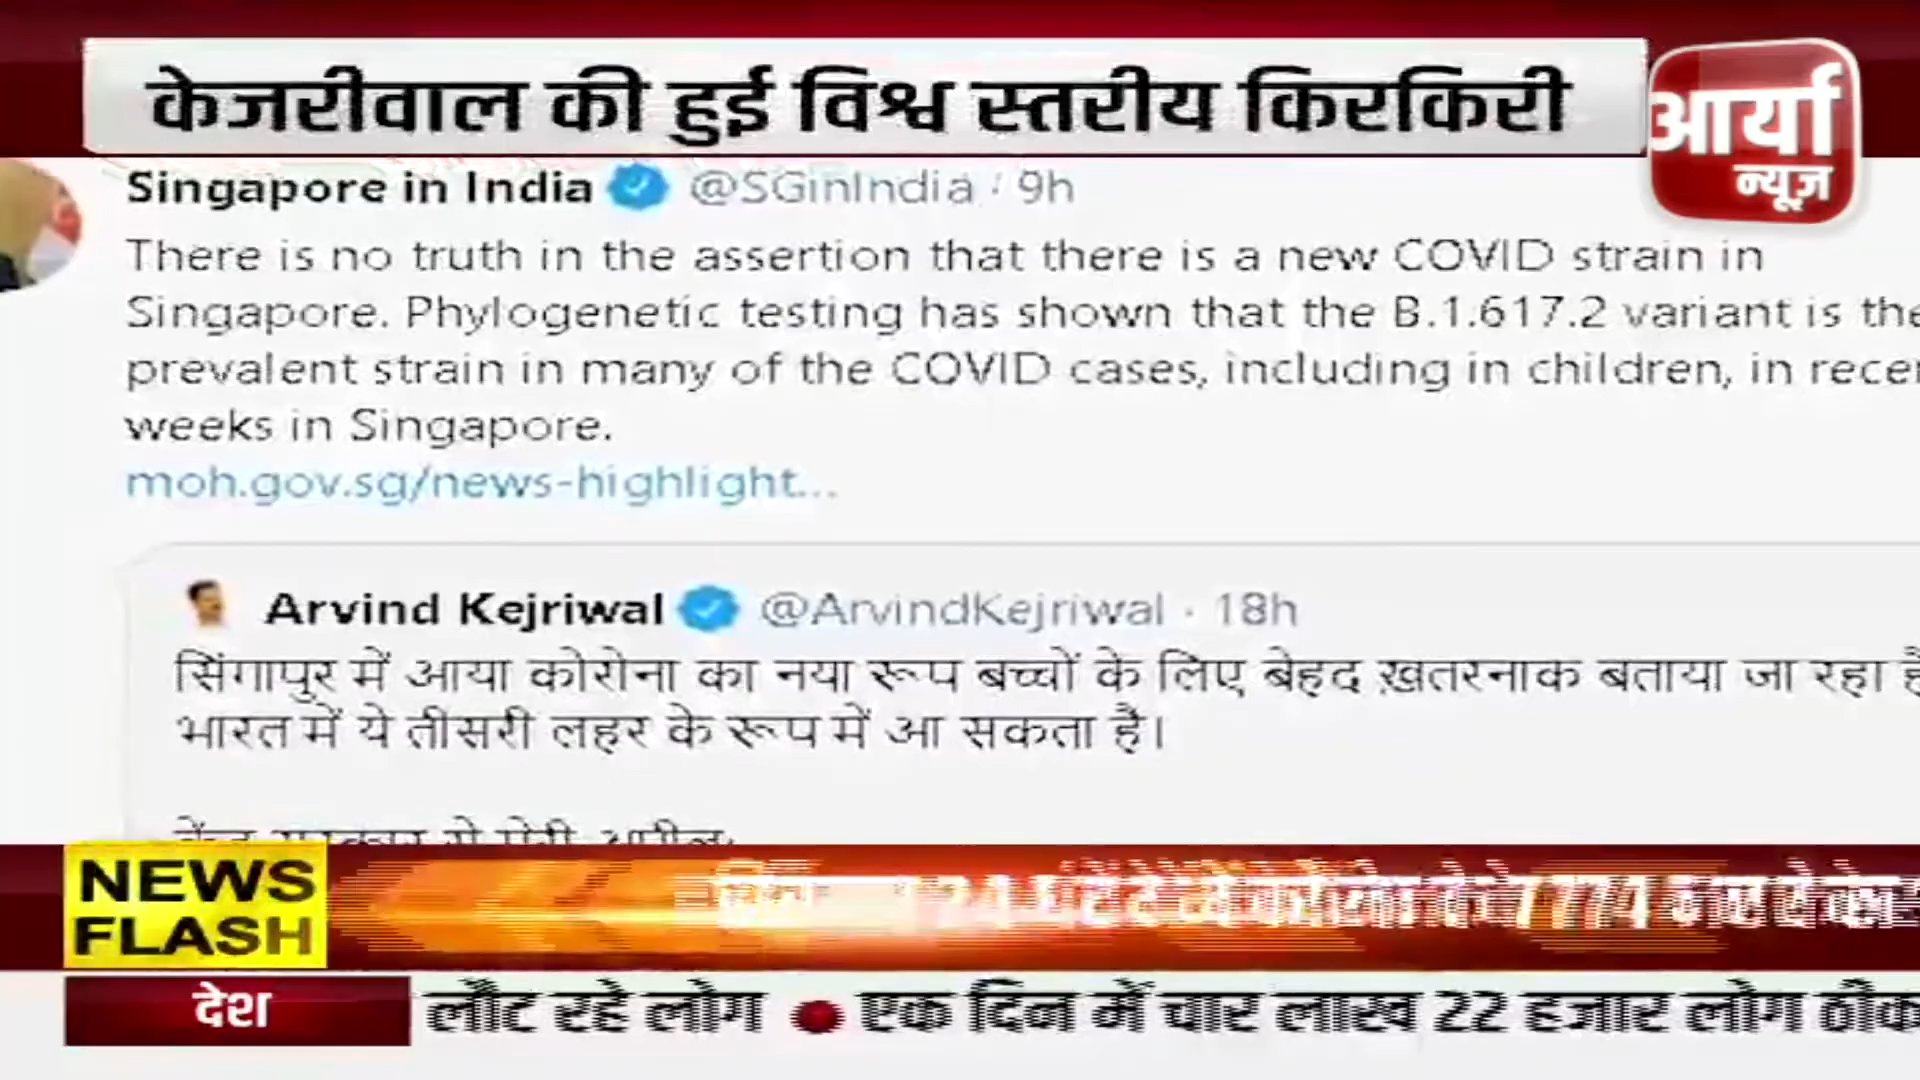 केजरीवाल की हुई विश्व स्तरीय किरकिरी
आर्या
न्यूज़
Singapore in India @SGinIndia · 9h
There is no truth in the assertion that there is a new COVID strain in
Singapore. Phylogenetic testing has shown that the B.1.617.2 variant is the
prevalent strain in many of the COVID cases, including in children, in
weeks in Singapore.
moh.gov.sg/news-highlight...
Arvind Kejriwal @ArvindKejriwal · 18h
सिंगापुर में आया कोरोना का नया रूप बच्चों के लिए बेहद ख़तरनाक बताया जा रहा है
भारत में ये तीसरी लहर के रूप में आ सकता है।
NEWS
FLASH
देश
लौट रहे लोग • एक दिन में चार लाख 22 हजार लोग ठीक